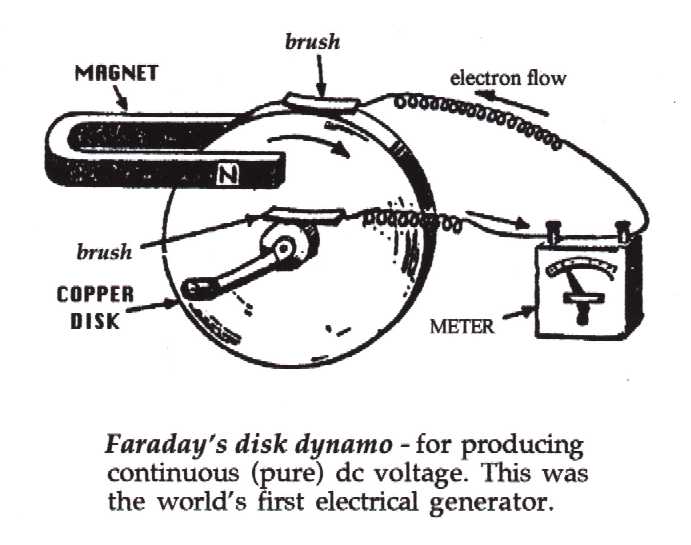 brush
MAGNET
electron flow
N
brush
COPPER
DISK
METER
Faraday's disk dynamo - for producing
continuous (pure) dc voltage. This was
the world's first electrical generator.